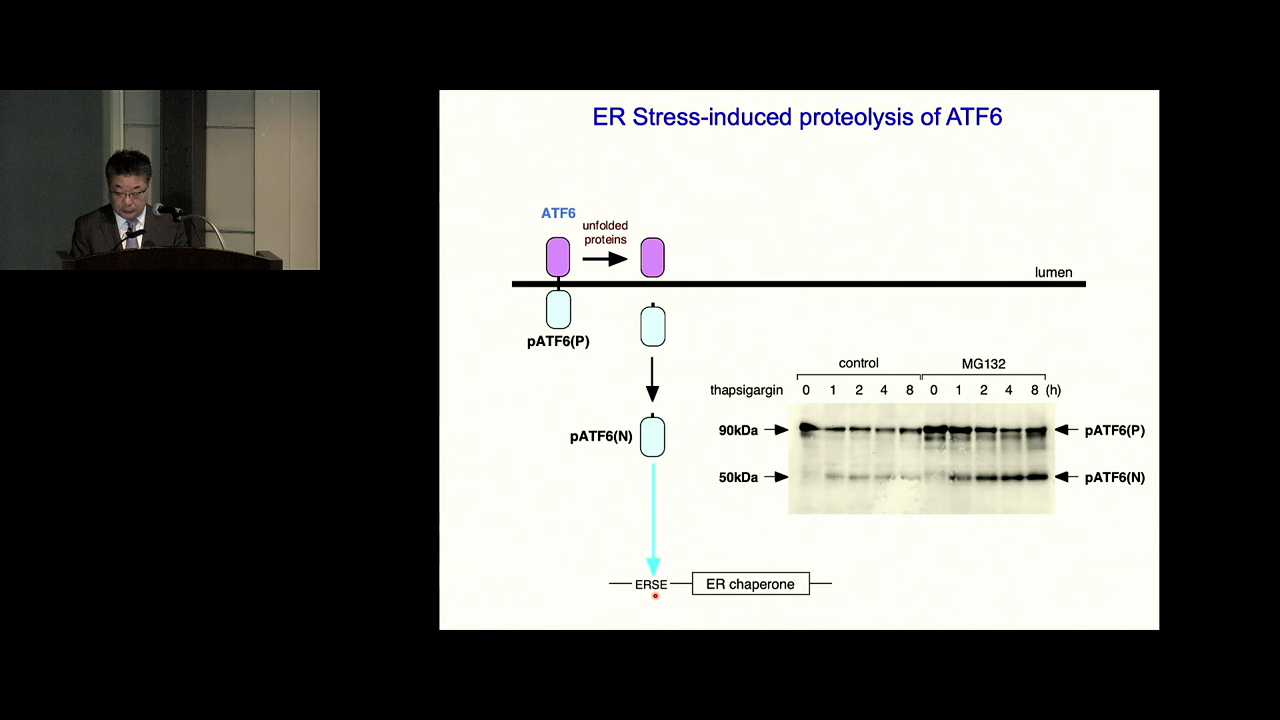 ER Stress-induced proteolysis of ATF6
ATF6
unfolded
proteins
lumen
pATF6(P)
control MG132
thapsigargin 0 1 2 4 8 0 1 2 4 8 (h)
90kDa pATF6(P)
pATF6(N)
50kDa pATF6(N)
ERSE ER chaperone